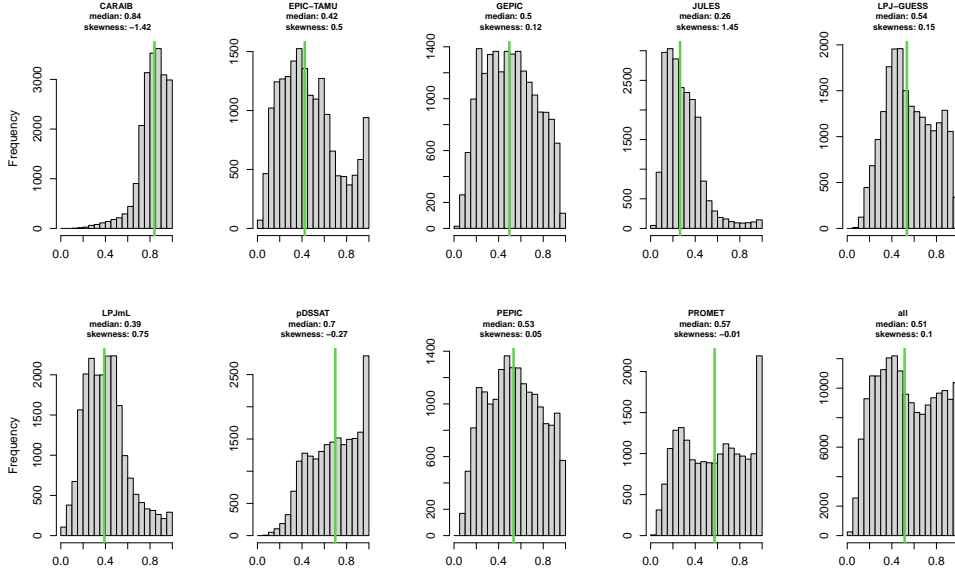 CARAIB
median: 0.84
skewness: −1.42
EPIC−TAMU
median: 0.42
skewness: 0.5
GEPIC
median: 0.5
skewness: 0.12
JULES
median: 0.26
skewness: 1.45
LPJ−GUESS
median: 0.54
skewness: 0.15
Frequency
0 1000 2000 3000
0.0 0.4 0.8
0 500 1000 1500
0.0 0.4 0.8
0 200 600 1000 1400
0.0 0.4 0.8
0 500 1500 2500
0.0 0.4 0.8
0 500 1000 1500 2000
0.0 0.4 0.8
LPJmL
median: 0.39
skewness: 0.75
pDSSAT
median: 0.7
skewness: −0.27
PEPIC
median: 0.53
skewness: 0.05
PROMET
median: 0.57
skewness: −0.01
all
median: 0.51
skewness: 0.1
Frequency
0 500 1000 1500 2000
0.0 0.4 0.8
0 500 1500 2500
0.0 0.4 0.8
0 200 600 1000 1400
0.0 0.4 0.8
0 500 1000 1500 2000
0.0 0.4 0.8
0 2000 6000 10000
0.0 0.4 0.8